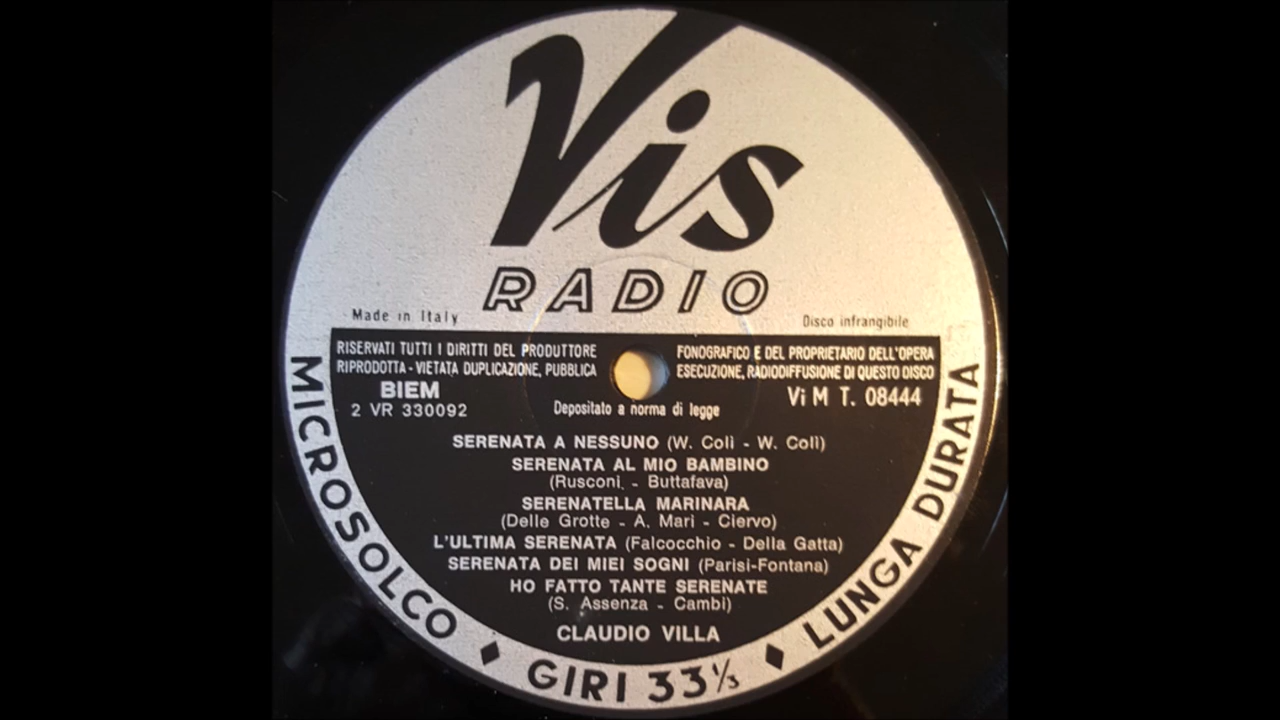 Vis
RADIO
Made in Italy
Disco infrangibile
RISERVATI TUTTI I DIRITTI DEL PRODUTTORE FONOGRAFICO E DEL PROPRIETARIO DELL'OPERA
RIPRODOTTA - VIETATA DUPLICAZIONE, PUBBLICA ESECUZIONE, RADIODIFFUSIONE DI QUESTO DISCO
BIEM
2 VR 330092
Depositato a norma di legge
Vi M T. 08444
SERENATA A NESSUNO (W. Coli - W. Coli)
SERENATA AL MIO BAMBINO
(Rusconi. - Buttafava)
SERENATELLA MARINARA
(Delle Grotte - A. Mari - Ciervo)
L'ULTIMA SERENATA (Falcocchio - Della Gatta)
SERENATA DEI MIEI SOGNI (Parisi-Fontana)
HO FATTO TANTE SERENATE
(S. Assenza - Cambi)
CLAUDIO VILLA
MICROSOLCO ♦ GIRI 33⅓ ♦ LUNGA DURATA